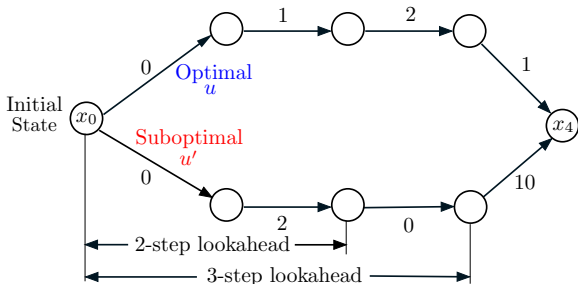 1
2
0
Optimal
u
1
Initial
State
x₀
x₄
Suboptimal
u′
0
2
0
10
2-step lookahead
3-step lookahead